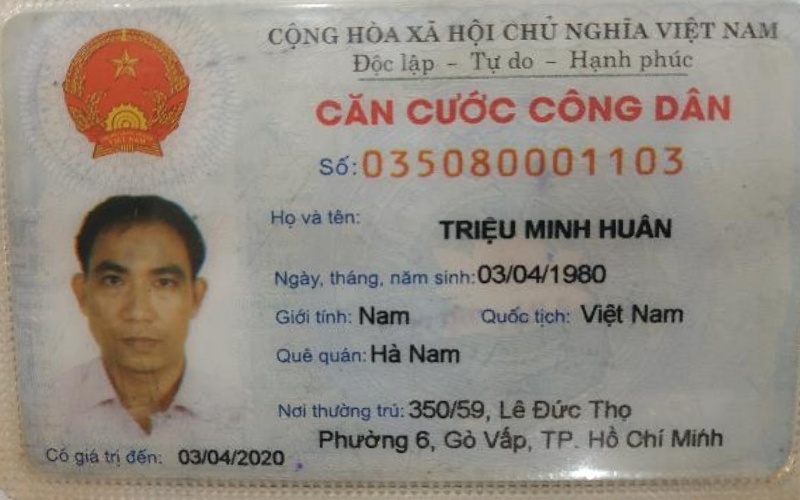 CỘNG HÒA XÃ HỘI CHỦ NGHĨA VIỆT NAM
Độc lập - Tự do - Hạnh phúc
CĂN CƯỚC CÔNG DÂN
Số: 035080001103
Họ và tên: TRIỆU MINH HUÂN
Ngày, tháng, năm sinh: 03/04/1980
Giới tính: Nam Quốc tịch: Việt Nam
Quê quán: Hà Nam
Nơi thường trú: 350/59, Lê Đức Thọ
Phường 6, Gò Vấp, TP. Hồ Chí Minh
Có giá trị đến: 03/04/2020